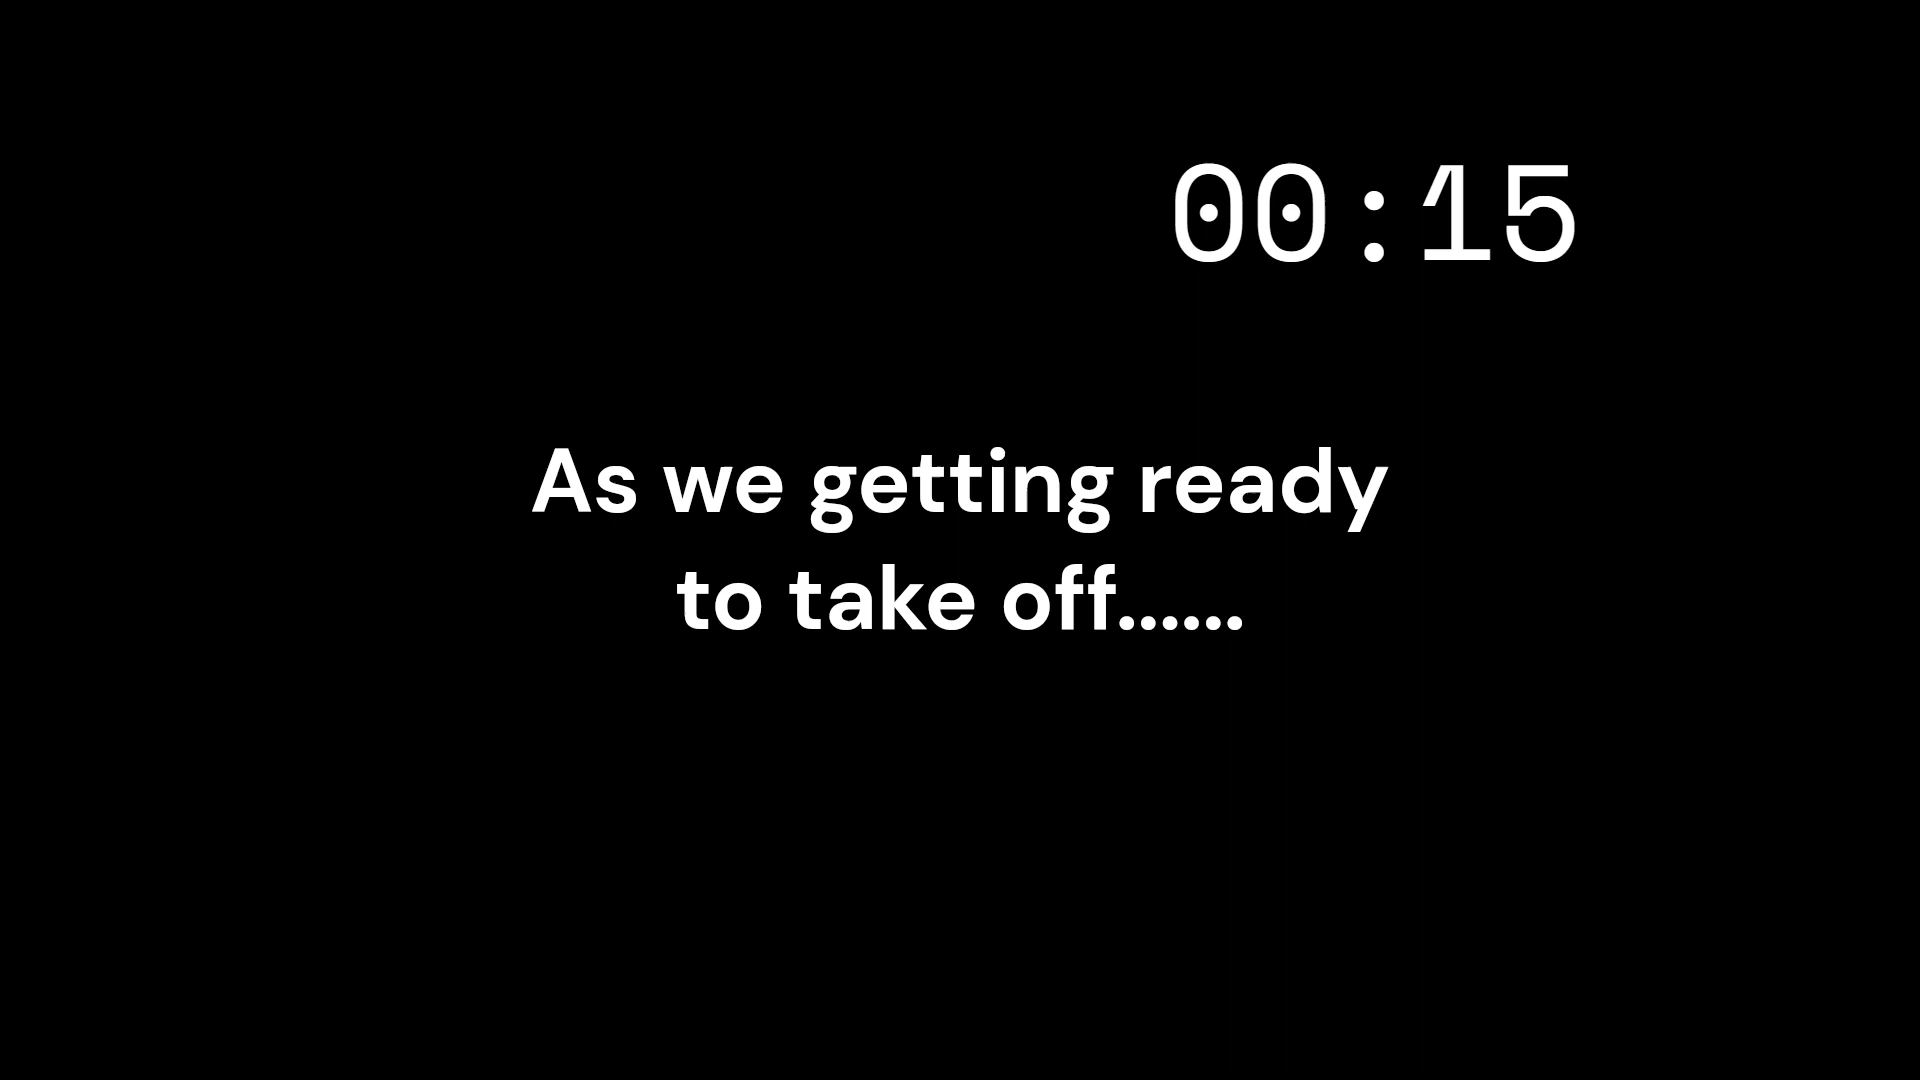 00:15
As we getting ready
to take off......